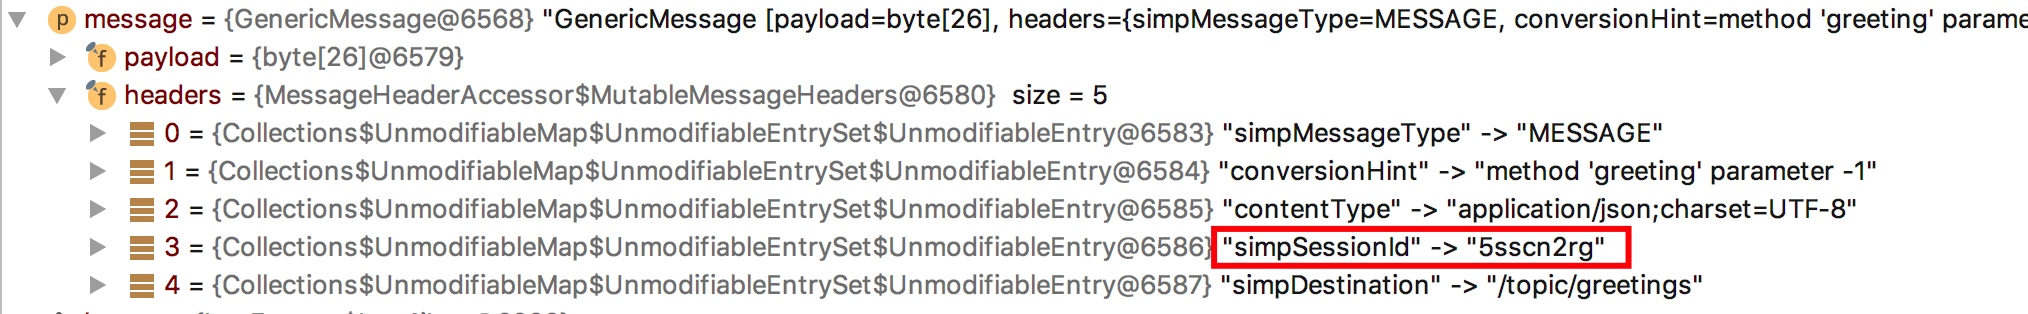 p message = {GenericMessage@6568} "GenericMessage [payload=byte[26], headers={simpMessageType=MESSAGE, conversionHint=method 'greeting' parame
f payload = {byte[26]@6579}
f headers = {MessageHeaderAccessor$MutableMessageHeaders@6580} size = 5
0 = {Collections$UnmodifiableMap$UnmodifiableEntrySet$UnmodifiableEntry@6583} "simpMessageType" -> "MESSAGE"
1 = {Collections$UnmodifiableMap$UnmodifiableEntrySet$UnmodifiableEntry@6584} "conversionHint" -> "method 'greeting' parameter -1"
2 = {Collections$UnmodifiableMap$UnmodifiableEntrySet$UnmodifiableEntry@6585} "contentType" -> "application/json;charset=UTF-8"
3 = {Collections$UnmodifiableMap$UnmodifiableEntrySet$UnmodifiableEntry@6586} "simpSessionId" -> "5sscn2rg"
4 = {Collections$UnmodifiableMap$UnmodifiableEntrySet$UnmodifiableEntry@6587} "simpDestination" -> "/topic/greetings"